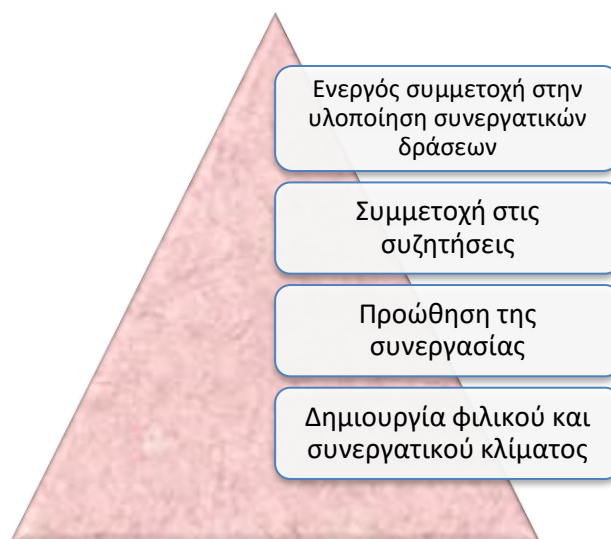 Ενεργός συμμετοχή στην
υλοποίηση συνεργατικών
δράσεων
Συμμετοχή στις
συζητήσεις
Προώθηση της
συνεργασίας
Δημιουργία φιλικού και
συνεργατικού κλίματος